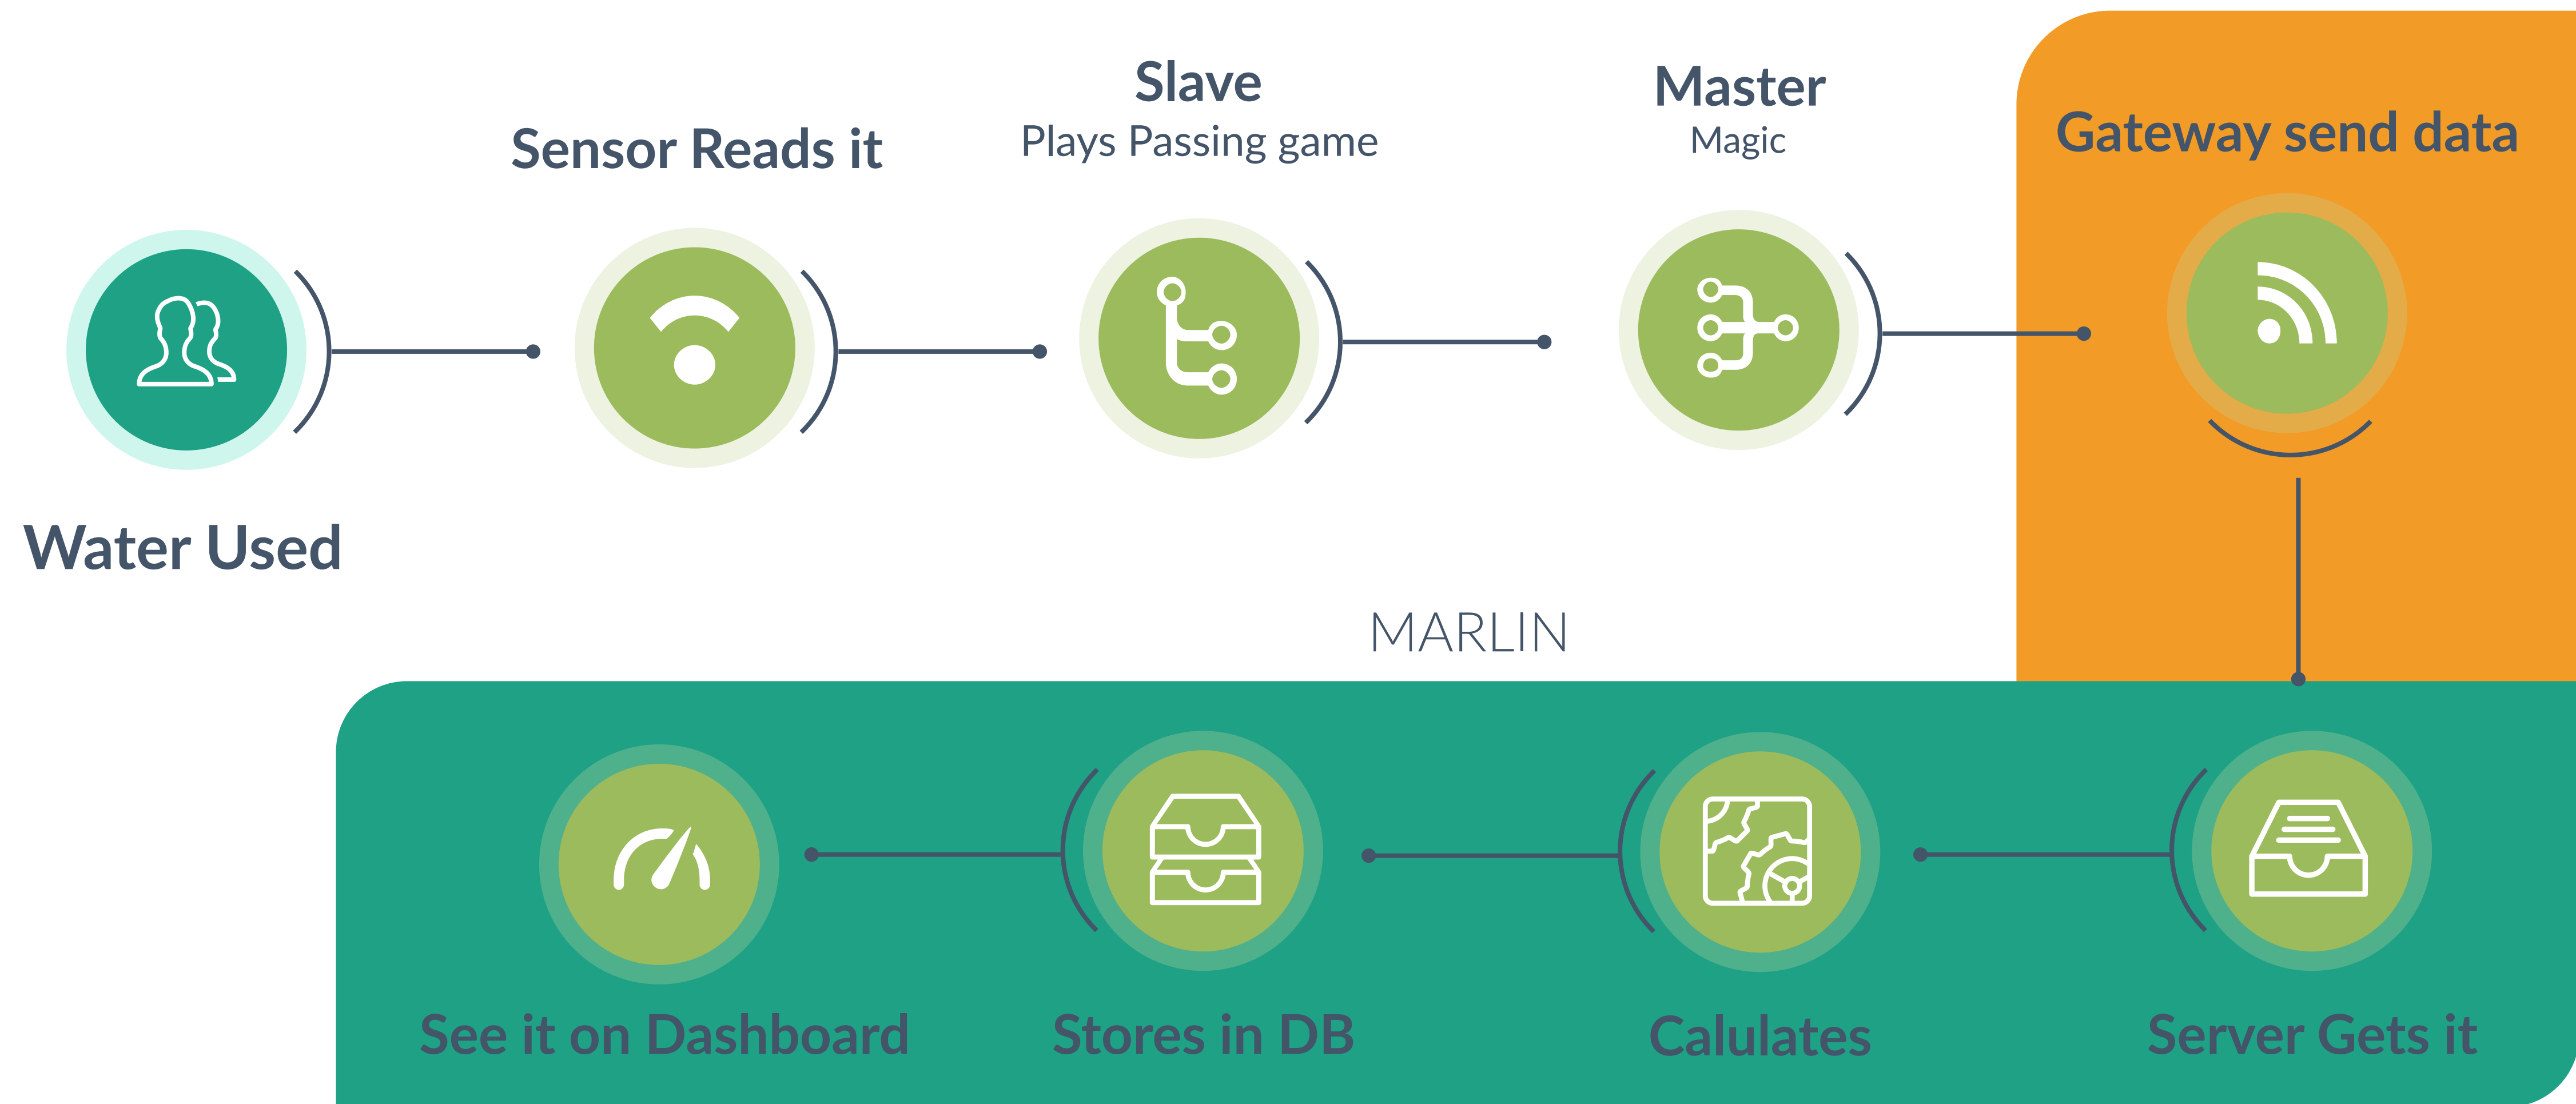 Water Used
Sensor Reads it
Slave
Plays Passing game
Master
Magic
Gateway send data
MARLIN
Server Gets it
Calulates
Stores in DB
See it on Dashboard